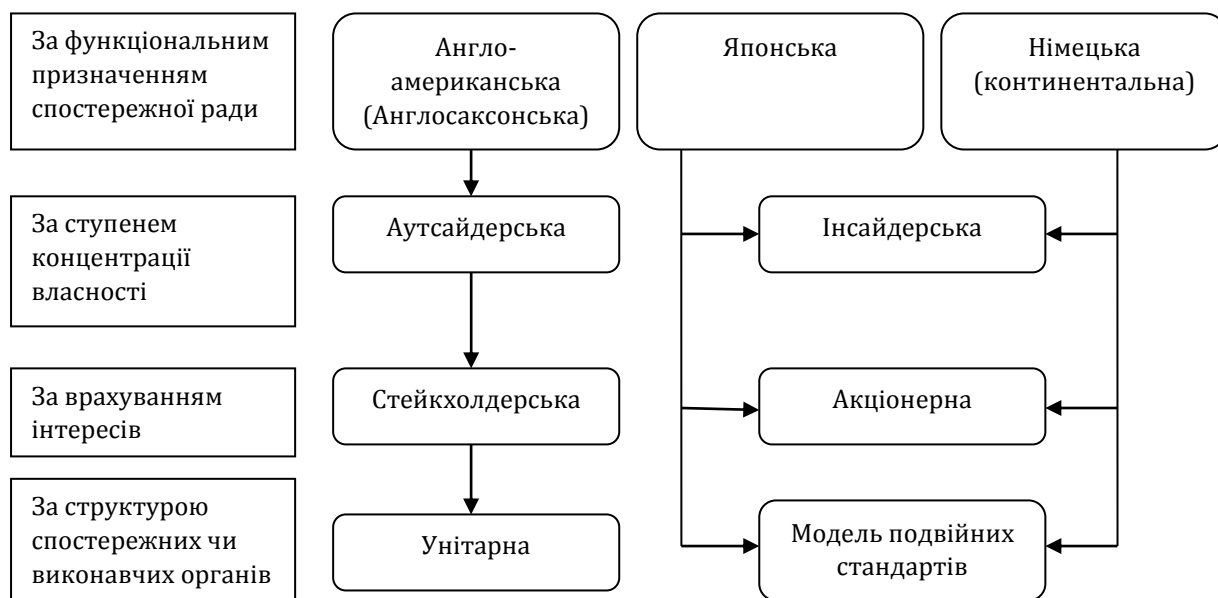 За функціональним
призначенням
спостережної ради
Англо-
американська
(Англосаксонська)
Японська
Німецька
(континентальна)
За ступенем
концентрації
власності
Аутсайдерська
Інсайдерська
За врахуванням
інтересів
Стейкхолдерська
Акціонерна
За структурою
спостережних чи
виконавчих органів
Унітарна
Модель подвійних
стандартів